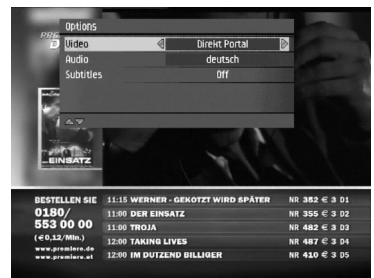 Options
Video Direkt Portal
Audio deutsch
Subtitles Off
EINSATZ
BESTELLEN SIE
0180/
553 00 00
(€0,12/Min.)
www.premiere.de
www.premiere.at
11:15 WERNER - GEKOTZT WIRD SPÄTER NR 352 € 3 D1
11:00 DER EINSATZ NR 355 € 3 D2
11:00 TROJA NR 482 € 3 D3
12:00 TAKING LIVES NR 487 € 3 D4
12:00 IM DUTZEND BILLIGER NR 410 € 3 D5